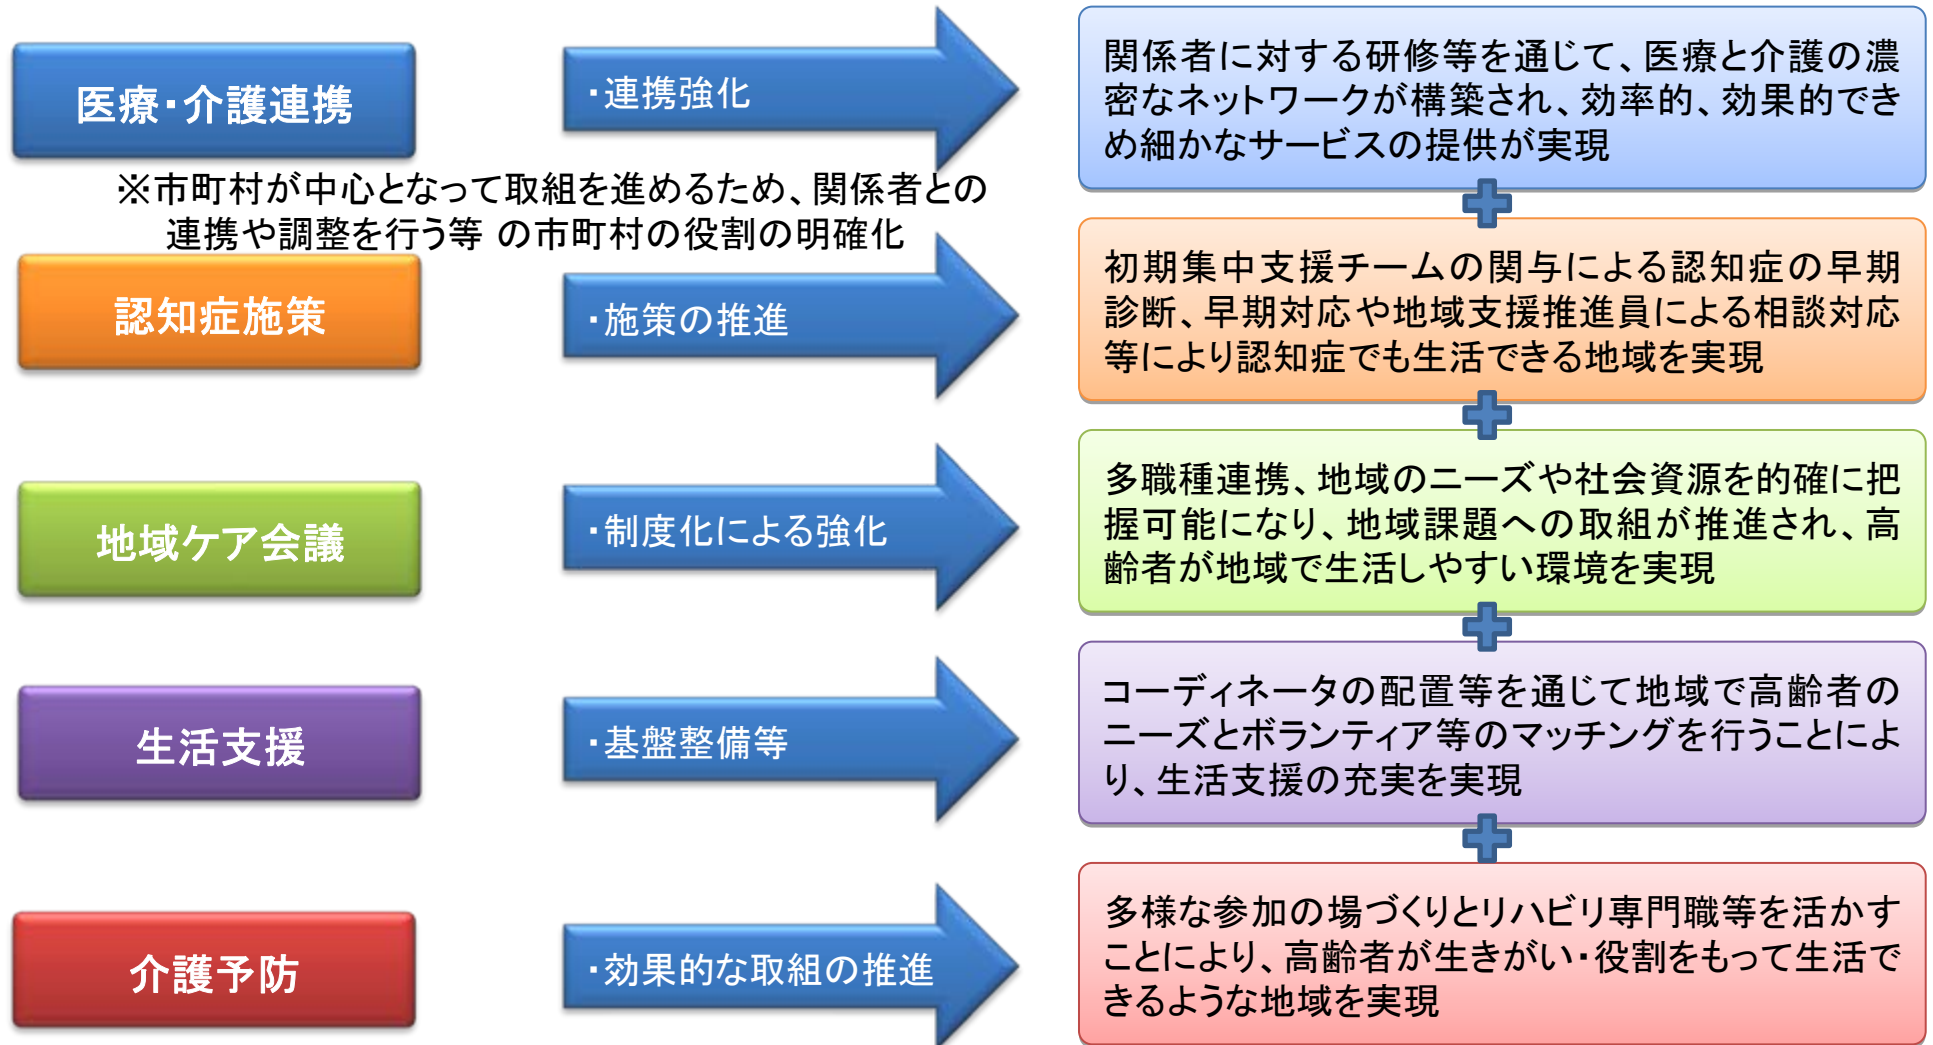 医療・介護連携
・連携強化
関係者に対する研修等を通じて、医療と介護の濃
密なネットワークが構築され、効率的、効果的できめ
め細かなサービスの提供が実現
※市町村が中心となって取組を進めるため、関係者との
連携や調整を行う等 の市町村の役割の明確化
認知症施策
・施策の推進
初期集中支援チームの関与による認知症の早期
診断、早期対応や地域支援推進員による相談対応
等により認知症でも生活できる地域を実現
地域ケア会議
・制度化による強化
多職種連携、地域のニーズや社会資源を的確に把
握可能になり、地域課題への取組が推進され、高
齢者が地域で生活しやすい環境を実現
生活支援
・基盤整備等
コーディネータの配置等を通じて地域で高齢者の
ニーズとボランティア等のマッチングを行うことによ
り、生活支援の充実を実現
介護予防
・効果的な取組の推進
多様な参加の場づくりとリハビリ専門職等を活かす
ことにより、高齢者が生きがい・役割をもって生活で
きるような地域を実現